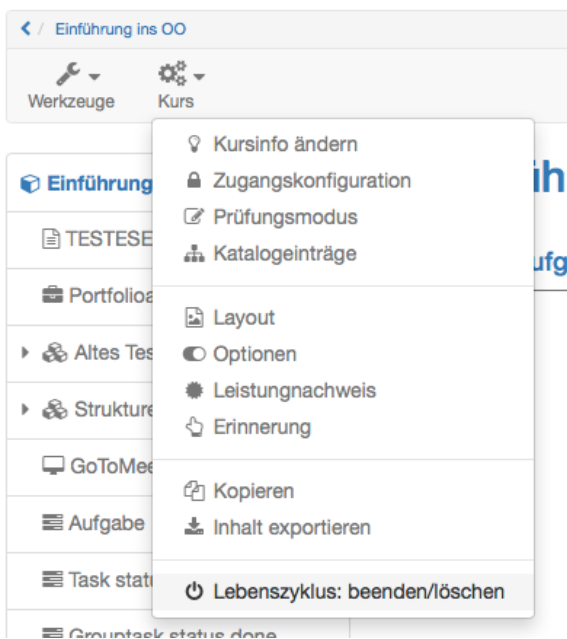 / Einführung ins OO
Werkzeuge
Kurs
Kursinfo ändern
Zugangskonfiguration
Prüfungsmodus
Katalogeinträge
Layout
Optionen
Leistungnachweis
Erinnerung
Kopieren
Inhalt exportieren
Lebenszyklus: beenden/löschen
Einführung
TESTESE
Portfolioa
Altes Tes
Strukture
GoToMee
Aufgabe
Task statu
Grouptask status done